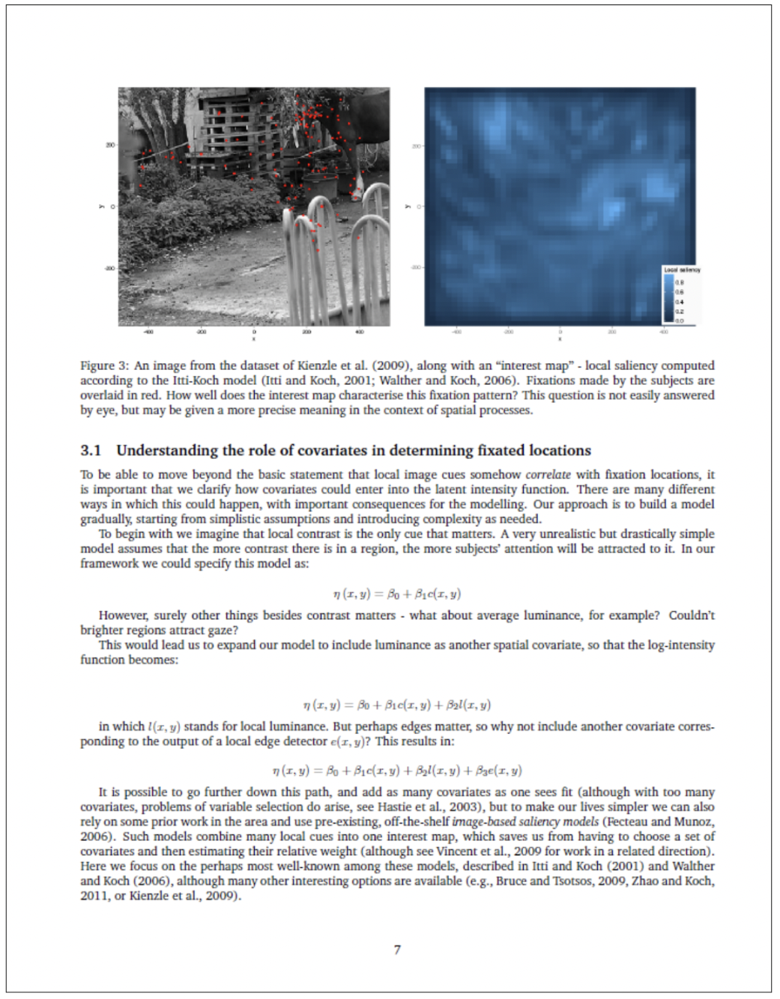 200
0
-200
y
-400
-200
0
200
400
x
200
0
-200
y
-400
-200
0
200
400
x
Local saliency
0.8
0.6
0.4
0.2
0.0
Figure 3: An image from the dataset of Kienzle et al. (2009), along with an “interest map” - local saliency computed
according to the Itti-Koch model (Itti and Koch, 2001; Walther and Koch, 2006). Fixations made by the subjects are
overlaid in red. How well does the interest map characterise this fixation pattern? This question is not easily answered
by eye, but may be given a more precise meaning in the context of spatial processes.
3.1 Understanding the role of covariates in determining fixated locations
To be able to move beyond the basic statement that local image cues somehow correlate with fixation locations, it
is important that we clarify how covariates could enter into the latent intensity function. There are many different
ways in which this could happen, with important consequences for the modelling. Our approach is to build a model
gradually, starting from simplistic assumptions and introducing complexity as needed.
To begin with we imagine that local contrast is the only cue that matters. A very unrealistic but drastically simple
model assumes that the more contrast there is in a region, the more subjects’ attention will be attracted to it. In our
framework we could specify this model as:
η (x, y) = β₀ + β₁c(x, y)
However, surely other things besides contrast matters - what about average luminance, for example? Couldn’t
brighter regions attract gaze?
This would lead us to expand our model to include luminance as another spatial covariate, so that the log-intensity
function becomes:
η (x, y) = β₀ + β₁c(x, y) + β₂l(x, y)
in which l(x, y) stands for local luminance. But perhaps edges matter, so why not include another covariate corres-
ponding to the output of a local edge detector e(x, y)? This results in:
η (x, y) = β₀ + β₁c(x, y) + β₂l(x, y) + β₃e(x, y)
It is possible to go further down this path, and add as many covariates as one sees fit (although with too many
covariates, problems of variable selection do arise, see Hastie et al., 2003), but to make our lives simpler we can also
rely on some prior work in the area and use pre-existing, off-the-shelf image-based saliency models (Fecteau and Munoz,
2006). Such models combine many local cues into one interest map, which saves us from having to choose a set of
covariates and then estimating their relative weight (although see Vincent et al., 2009 for work in a related direction).
Here we focus on the perhaps most well-known among these models, described in Itti and Koch (2001) and Walther
and Koch (2006), although many other interesting options are available (e.g., Bruce and Tsotsos, 2009, Zhao and Koch,
2011, or Kienzle et al., 2009).
7